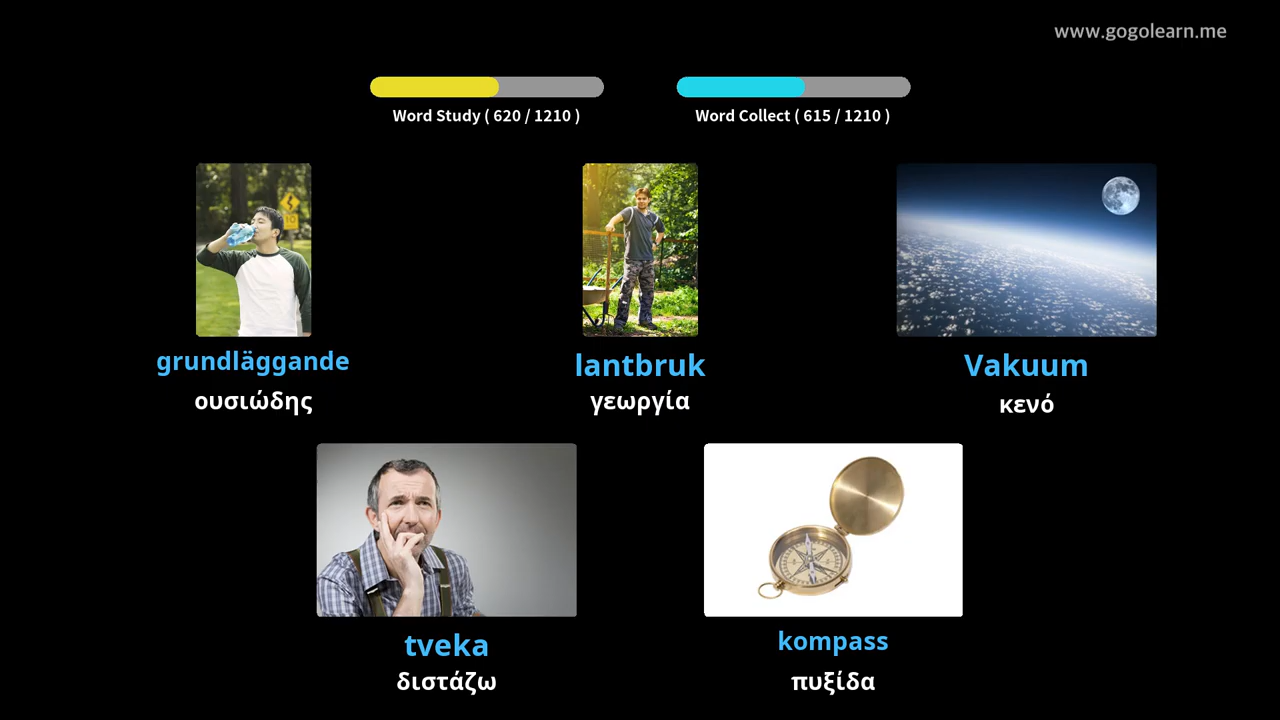 www.gogolearn.me
Word Study ( 620 / 1210 )
Word Collect ( 615 / 1210 )
10
grundläggande
lantbruk
Vakuum
ουσιώδης
γεωργία
κενό
tveka
kompass
διστάζω
πυξίδα